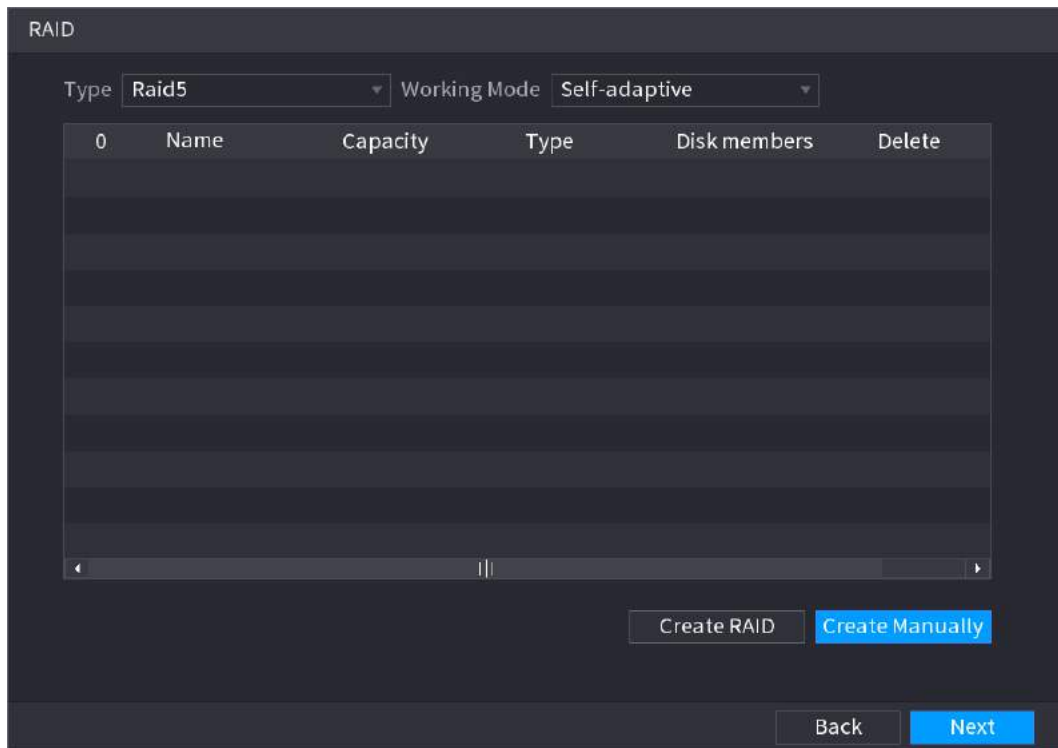 RAID
Type Raid5 Working Mode Self-adaptive
0 Name Capacity Type Disk members Delete
Create RAID Create Manually
Back Next